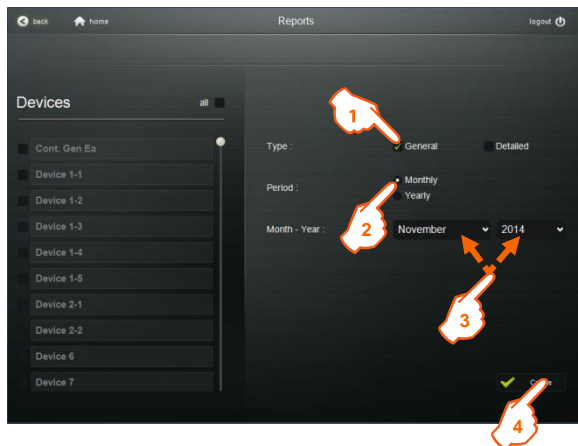 back home Reports logout
Devices all
Cont. Gen Ea
Device 1-1
Device 1-2
Device 1-3
Device 1-4
Device 1-5
Device 2-1
Device 2-2
Device 6
Device 7
1
Type : General Detailed
Period : Monthly
Yearly
2
Month - Year : November 2014
3
4